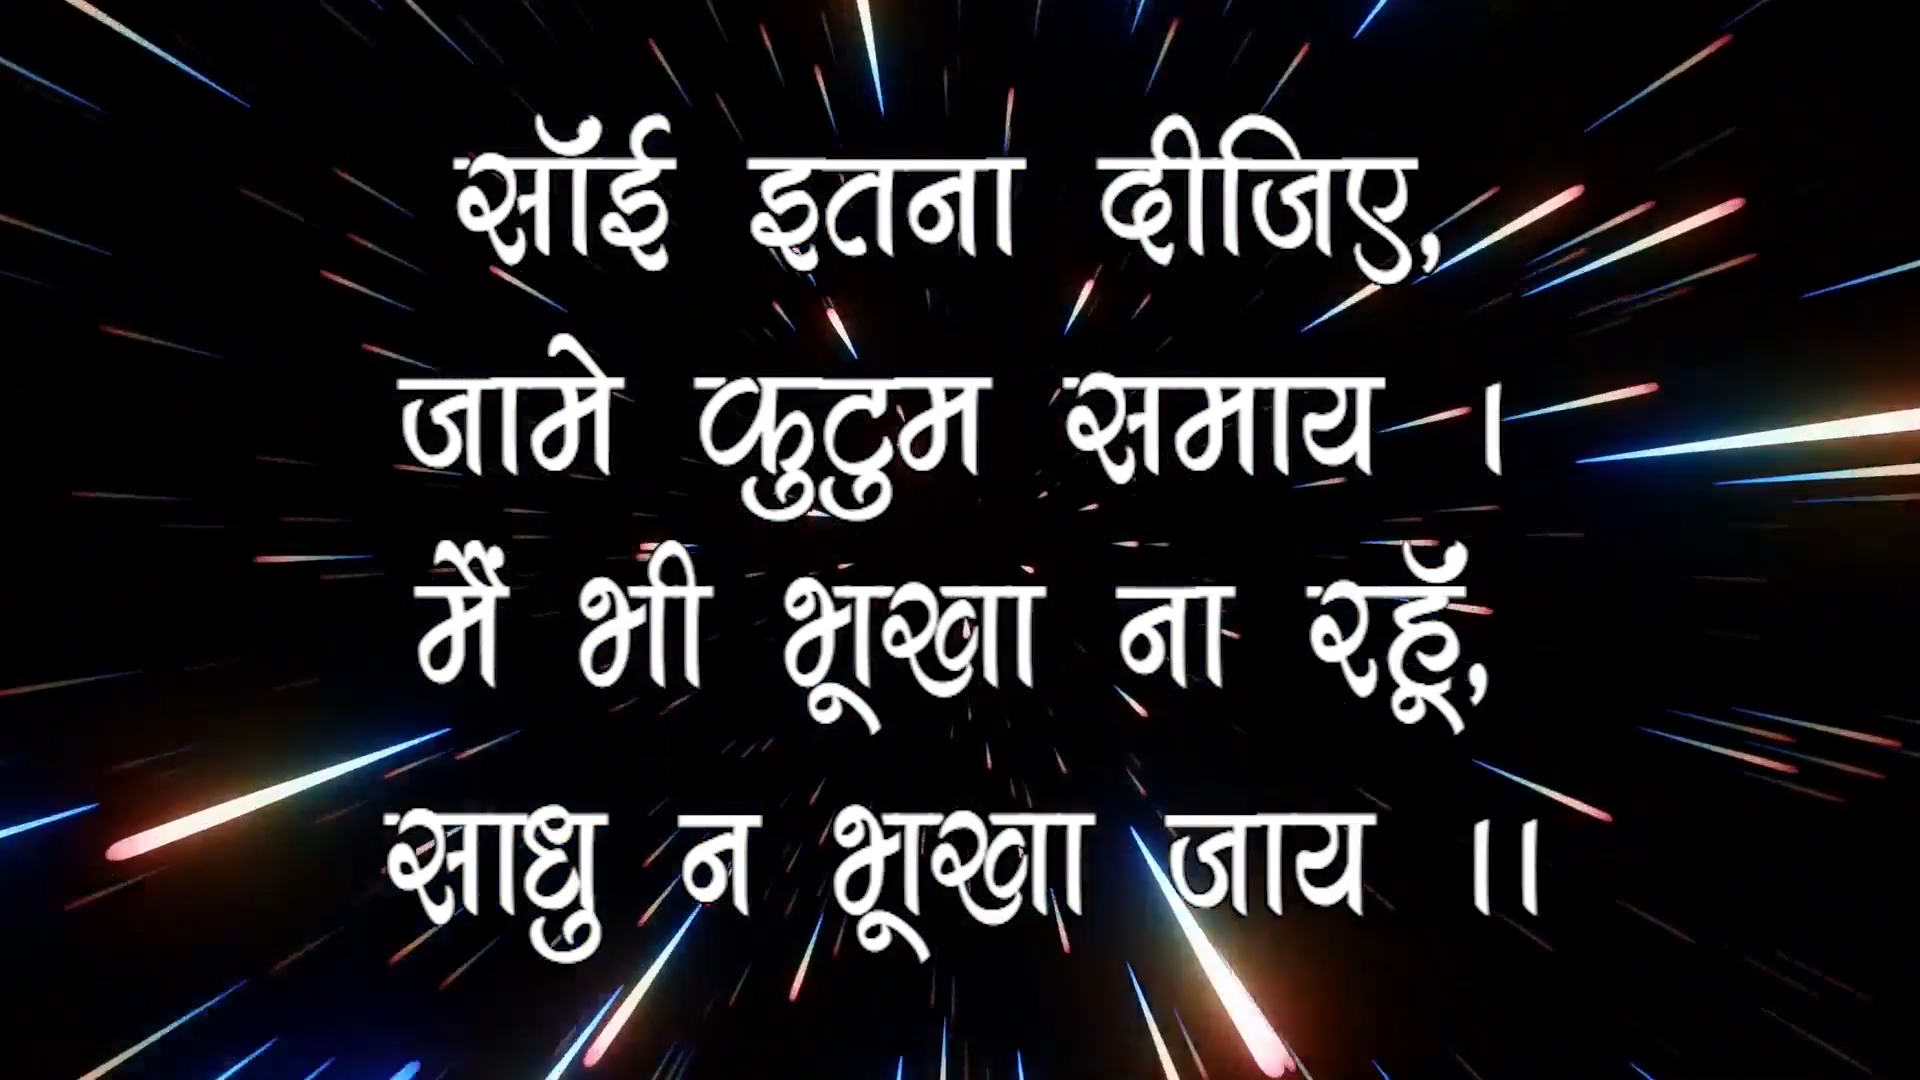 सॉई इतना दीजिए,
जामे कुटुम समाय ।
मैं भी भूखा ना रहूँ,
साधु न भूखा जाय ।।